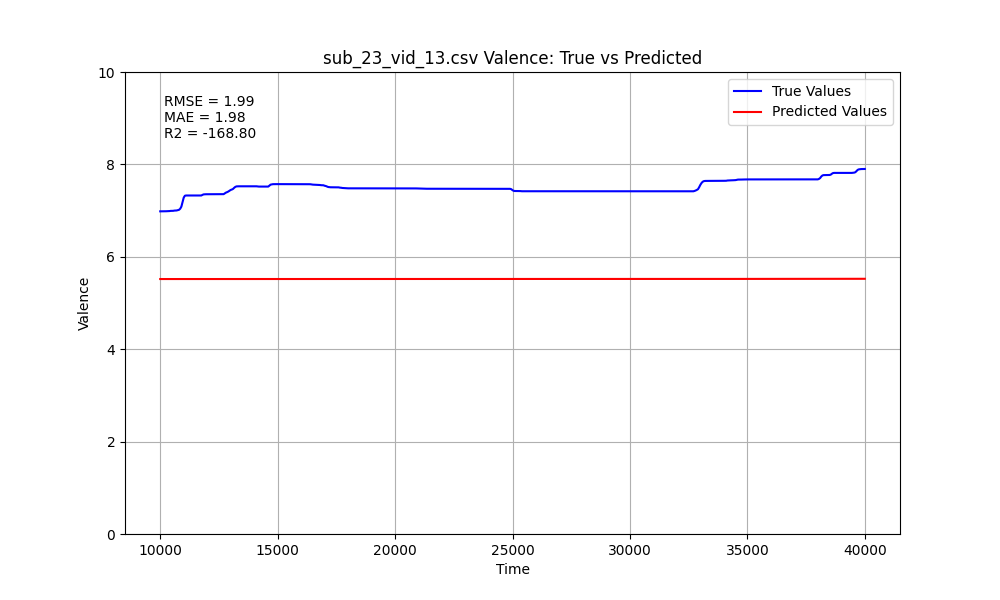 sub_23_vid_13.csv Valence: True vs Predicted
RMSE = 1.99
MAE = 1.98
R2 = -168.80
True Values
Predicted Values
10
8
6
4
2
0
Valence
10000 15000 20000 25000 30000 35000 40000
Time